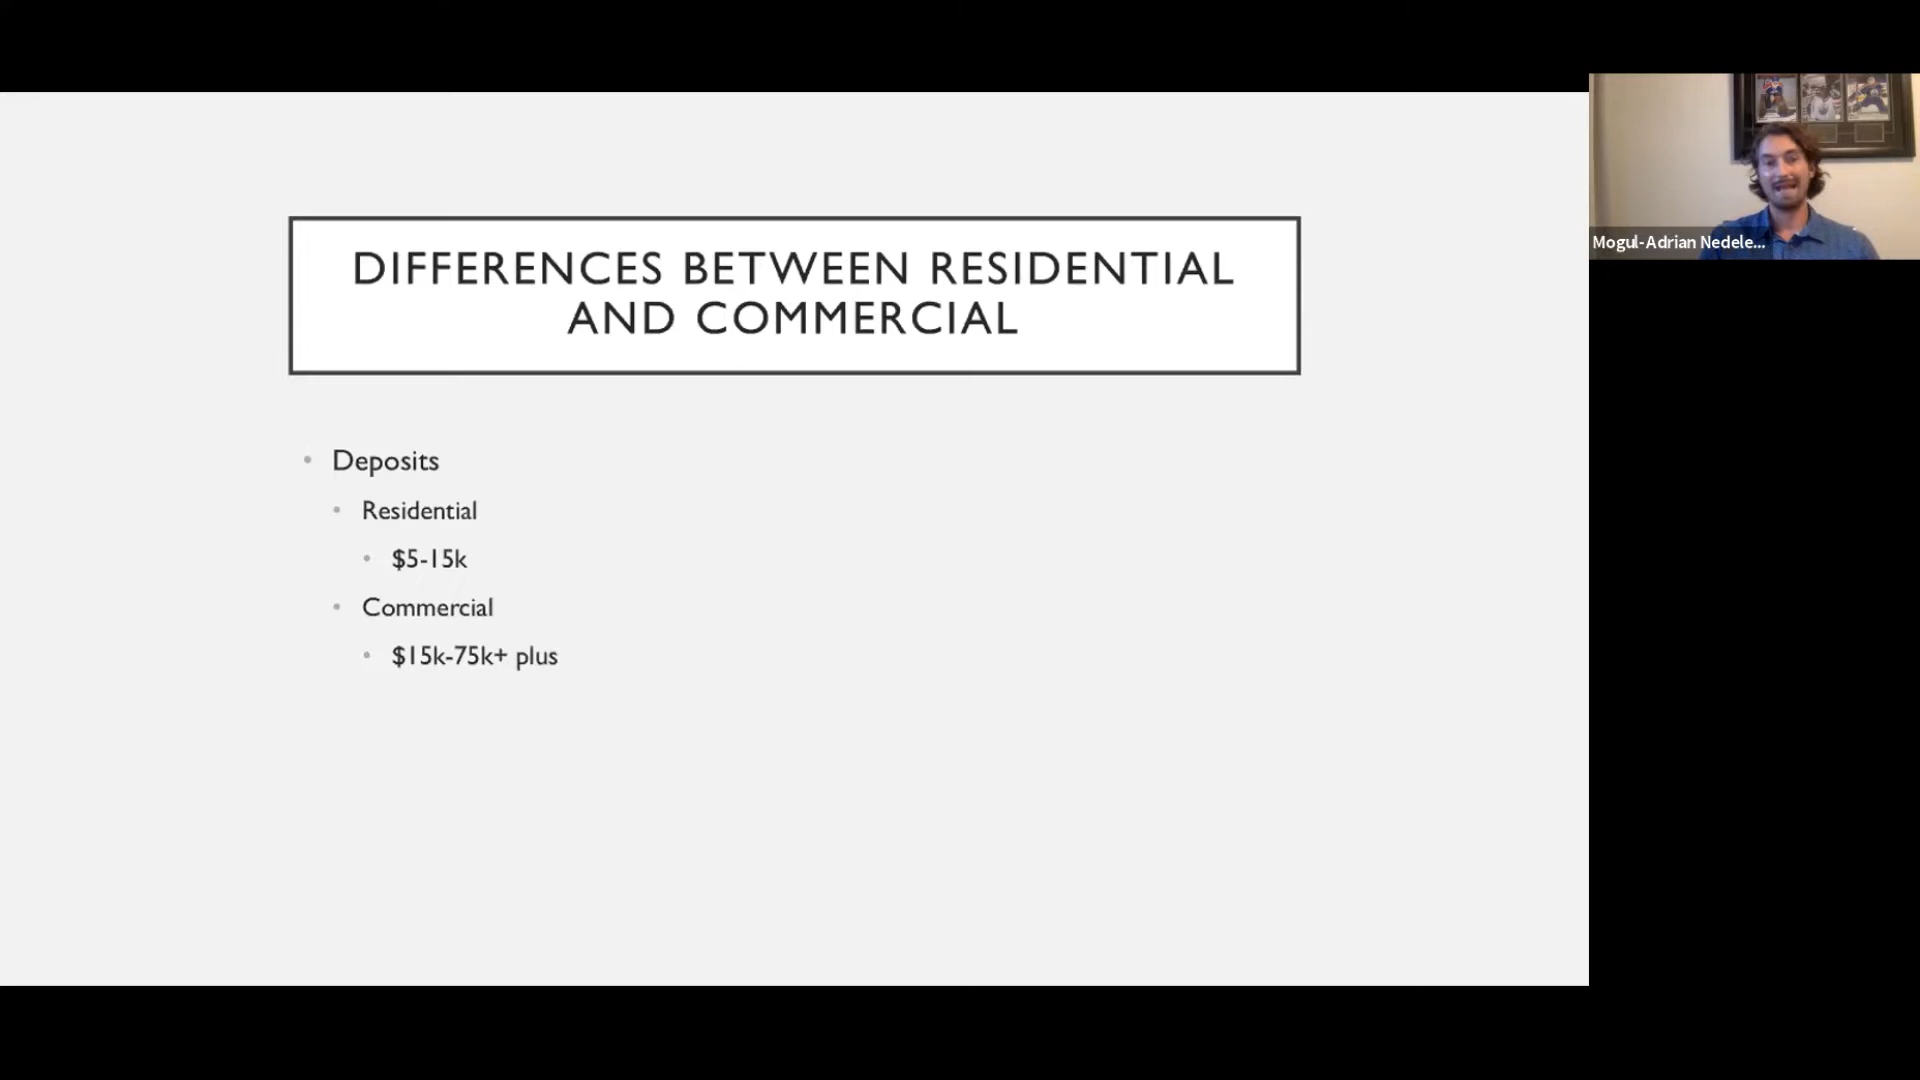 DIFFERENCES BETWEEN RESIDENTIAL
AND COMMERCIAL
• Deposits
• Residential
• $5-15k
• Commercial
• $15k-75k+ plus
Mogul-Adrian Nedele...